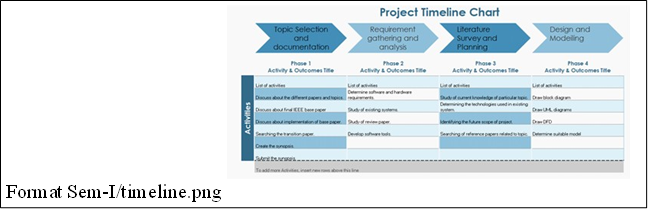 Project Timeline Chart
Topic Selection
and
documentation
Requirement
gathering and
analysis
Literature
Survey and
Planning
Design and
Modelling
Phase 1
Activity & Outcomes Title
Phase 2
Activity & Outcomes Title
Phase 3
Activity & Outcomes Title
Phase 4
Activity & Outcomes Title
Activities
List of activities
List of activities
List of activities
List of activities
Discuss about the different papers and topics
Determine software and hardware
requirements
Study of current knowledge of particular topic
Draw block diagram
Discuss about final IEEE base paper
Study of existing systems
Determining the technologies used in existing
system
Draw UML diagrams
Discuss about implementation of base paper
Study of review paper
Identifying the future scope of project
Draw DFD
Searching the transition paper
Develop software tools
Searching of reference papers related to topic
Determine suitable model
Create the synopsis
Submit the synopsis
To add more Activities, insert new rows above this line
Format Sem-I/timeline.png